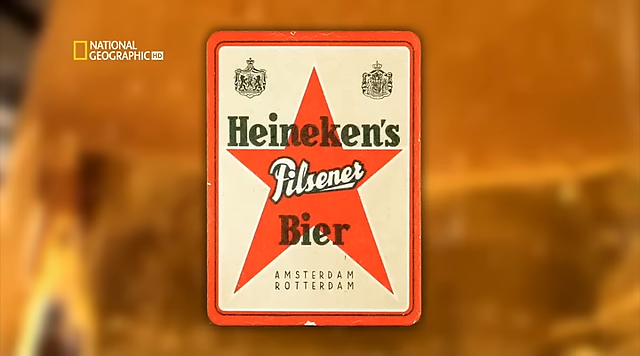 NATIONAL
GEOGRAPHIC HD
Heineken's
Pilsener
Bier
AMSTERDAM
ROTTERDAM